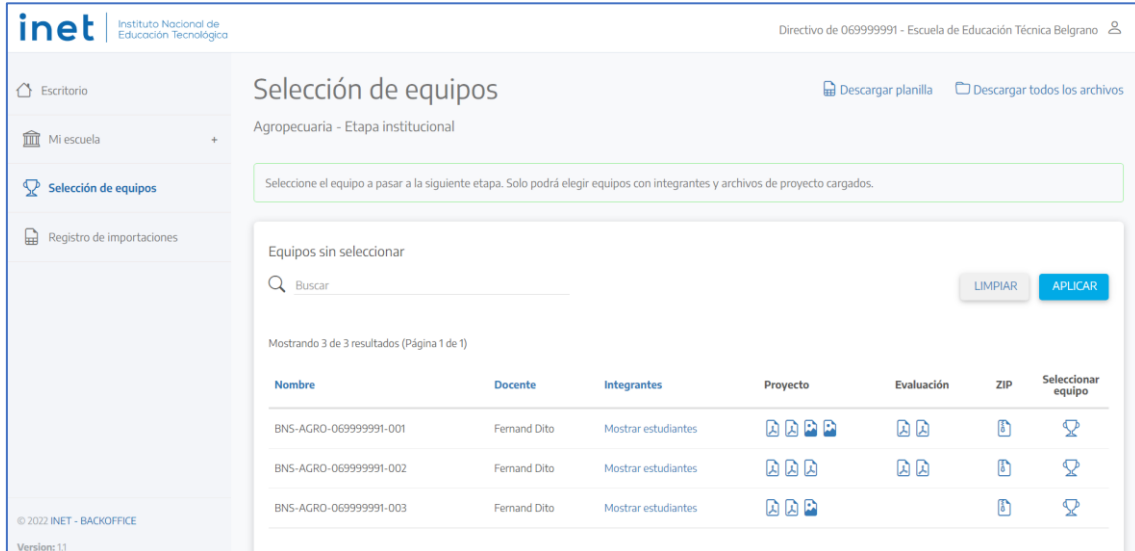 inet Instituto Nacional de
Educación Tecnológica
Directivo de 069999991 - Escuela de Educación Técnica Belgrano
Escritorio
Mi escuela +
Selección de equipos
Registro de importaciones
© 2022 INET - BACKOFFICE
Version: 1.1
Selección de equipos
Descargar planilla Descargar todos los archivos
Agropecuaria - Etapa institucional
Seleccione el equipo a pasar a la siguiente etapa. Solo podrá elegir equipos con integrantes y archivos de proyecto cargados.
Equipos sin seleccionar
Buscar
LIMPIAR APLICAR
Mostrando 3 de 3 resultados (Página 1 de 1)
Nombre Docente Integrantes Proyecto Evaluación ZIP Seleccionar equipo
BNS-AGRO-069999991-001 Fernand Dito Mostrar estudiantes
BNS-AGRO-069999991-002 Fernand Dito Mostrar estudiantes
BNS-AGRO-069999991-003 Fernand Dito Mostrar estudiantes